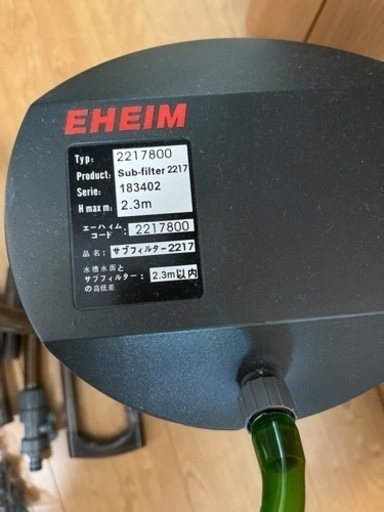 EHEIM
Typ: 2217800
Product: Sub-filter 2217
Serie: 183402
H max m: 2.3m
エーハイム
コード : 2217800
品名: サブフィルター2217
水槽水面と
サブフィルター: 2.3m以内
の高低差